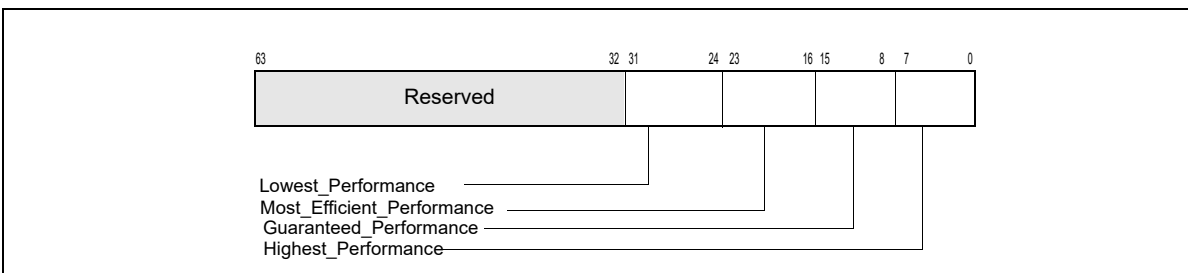 63 32 31 24 23 16 15 8 7 0
Reserved
Lowest_Performance
Most_Efficient_Performance
Guaranteed_Performance
Highest_Performance